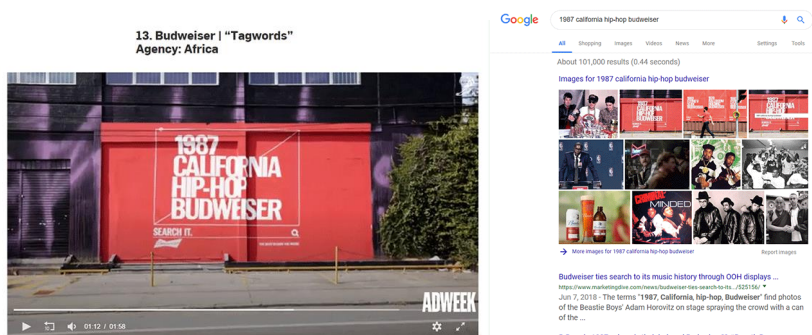 13. Budweiser | “Tagwords”
Agency: Africa
1987
CALIFORNIA
HIP-HOP
BUDWEISER
SEARCH IT.
ADWEEK
01:12 / 01:58
Google
1987 california hip-hop budweiser
All Shopping Images Videos News More Settings Tools
About 101,000 results (0.44 seconds)
Images for 1987 california hip-hop budweiser
CRIMINAL
MINDED
More images for 1987 california hip-hop budweiser
Report images
Budweiser ties search to its music history through OOH displays ...
https://www.marketingdive.com/news/budweiser-ties-search-to-its.../525156/
Jun 7, 2018 - The terms "1987, California, hip-hop, Budweiser" find photos
of the Beastie Boys' Adam Horovitz on stage spraying the crowd with a can
of the ...